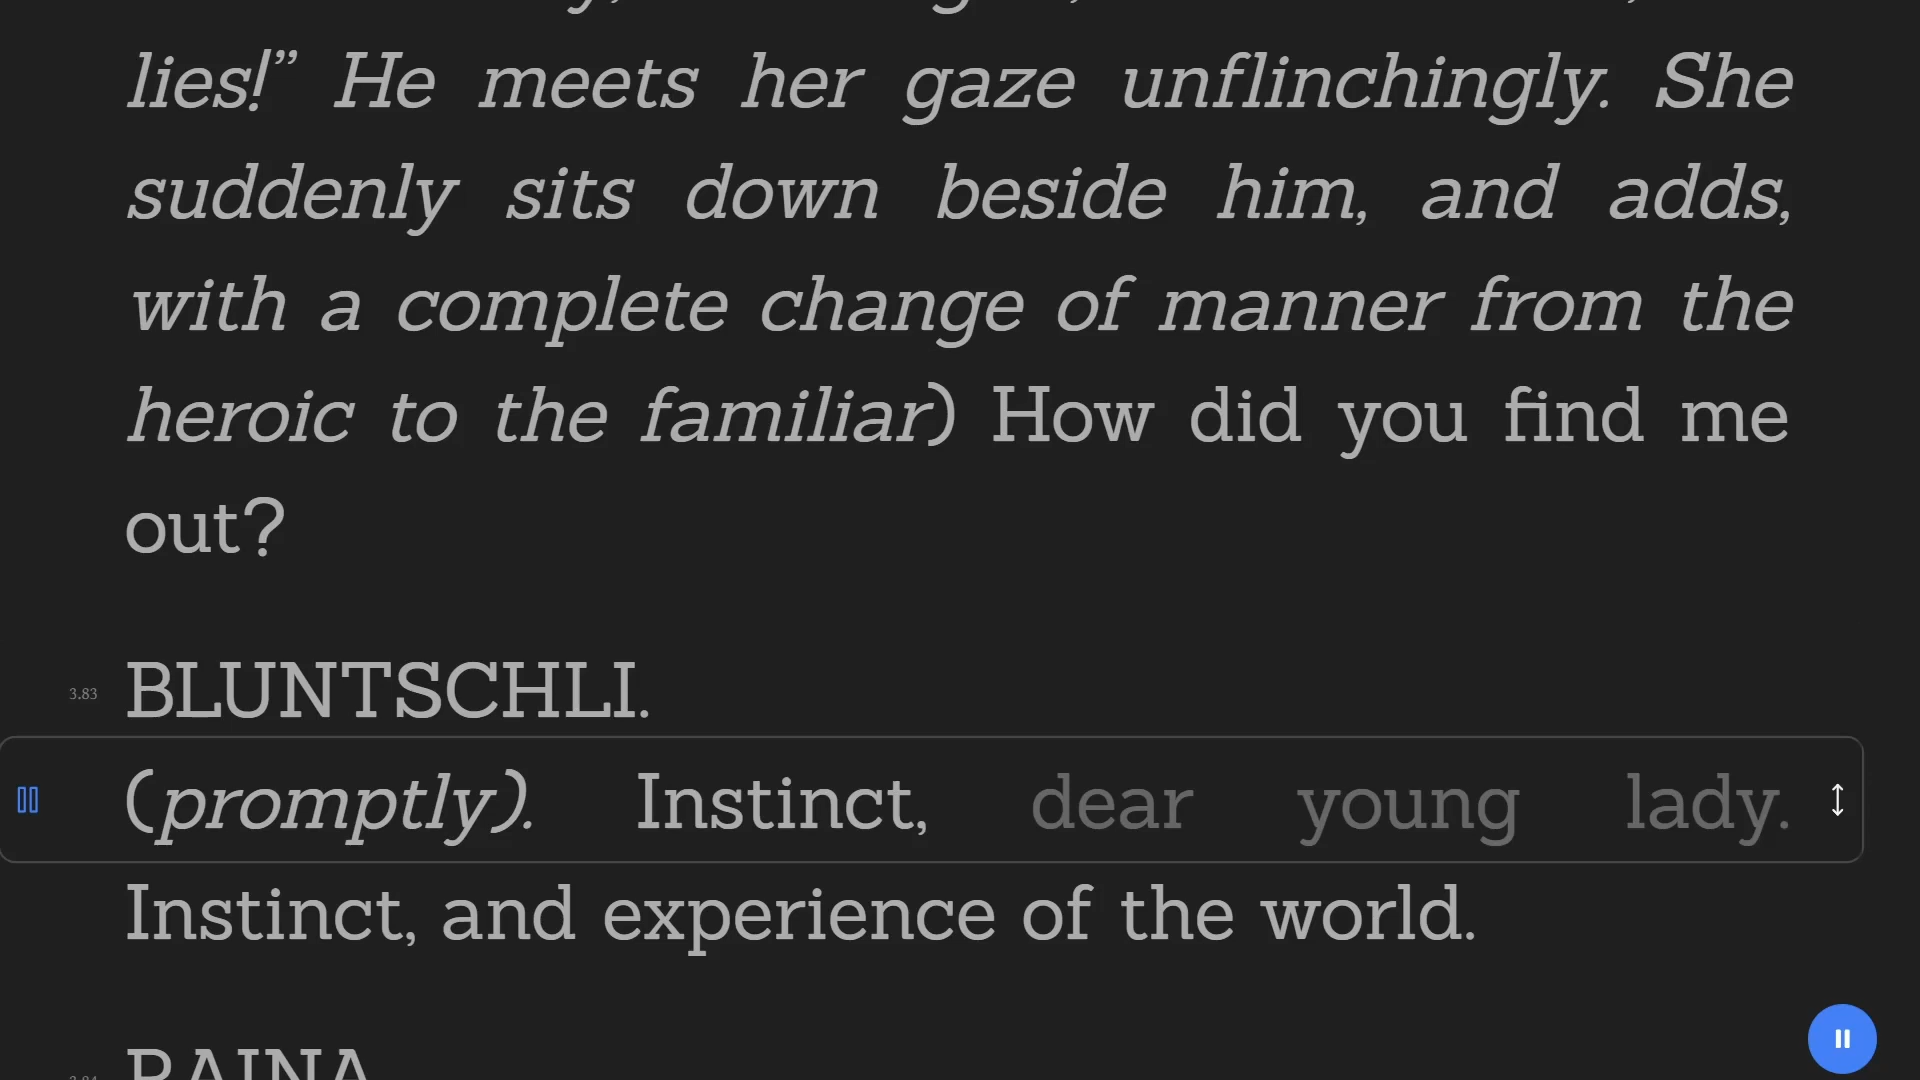 lies!” He meets her gaze unflinchingly. She
suddenly sits down beside him, and adds,
with a complete change of manner from the
heroic to the familiar) How did you find me
out?
3.83 BLUNTSCHLI.
(promptly). Instinct, dear young lady.
Instinct, and experience of the world.
RAINA